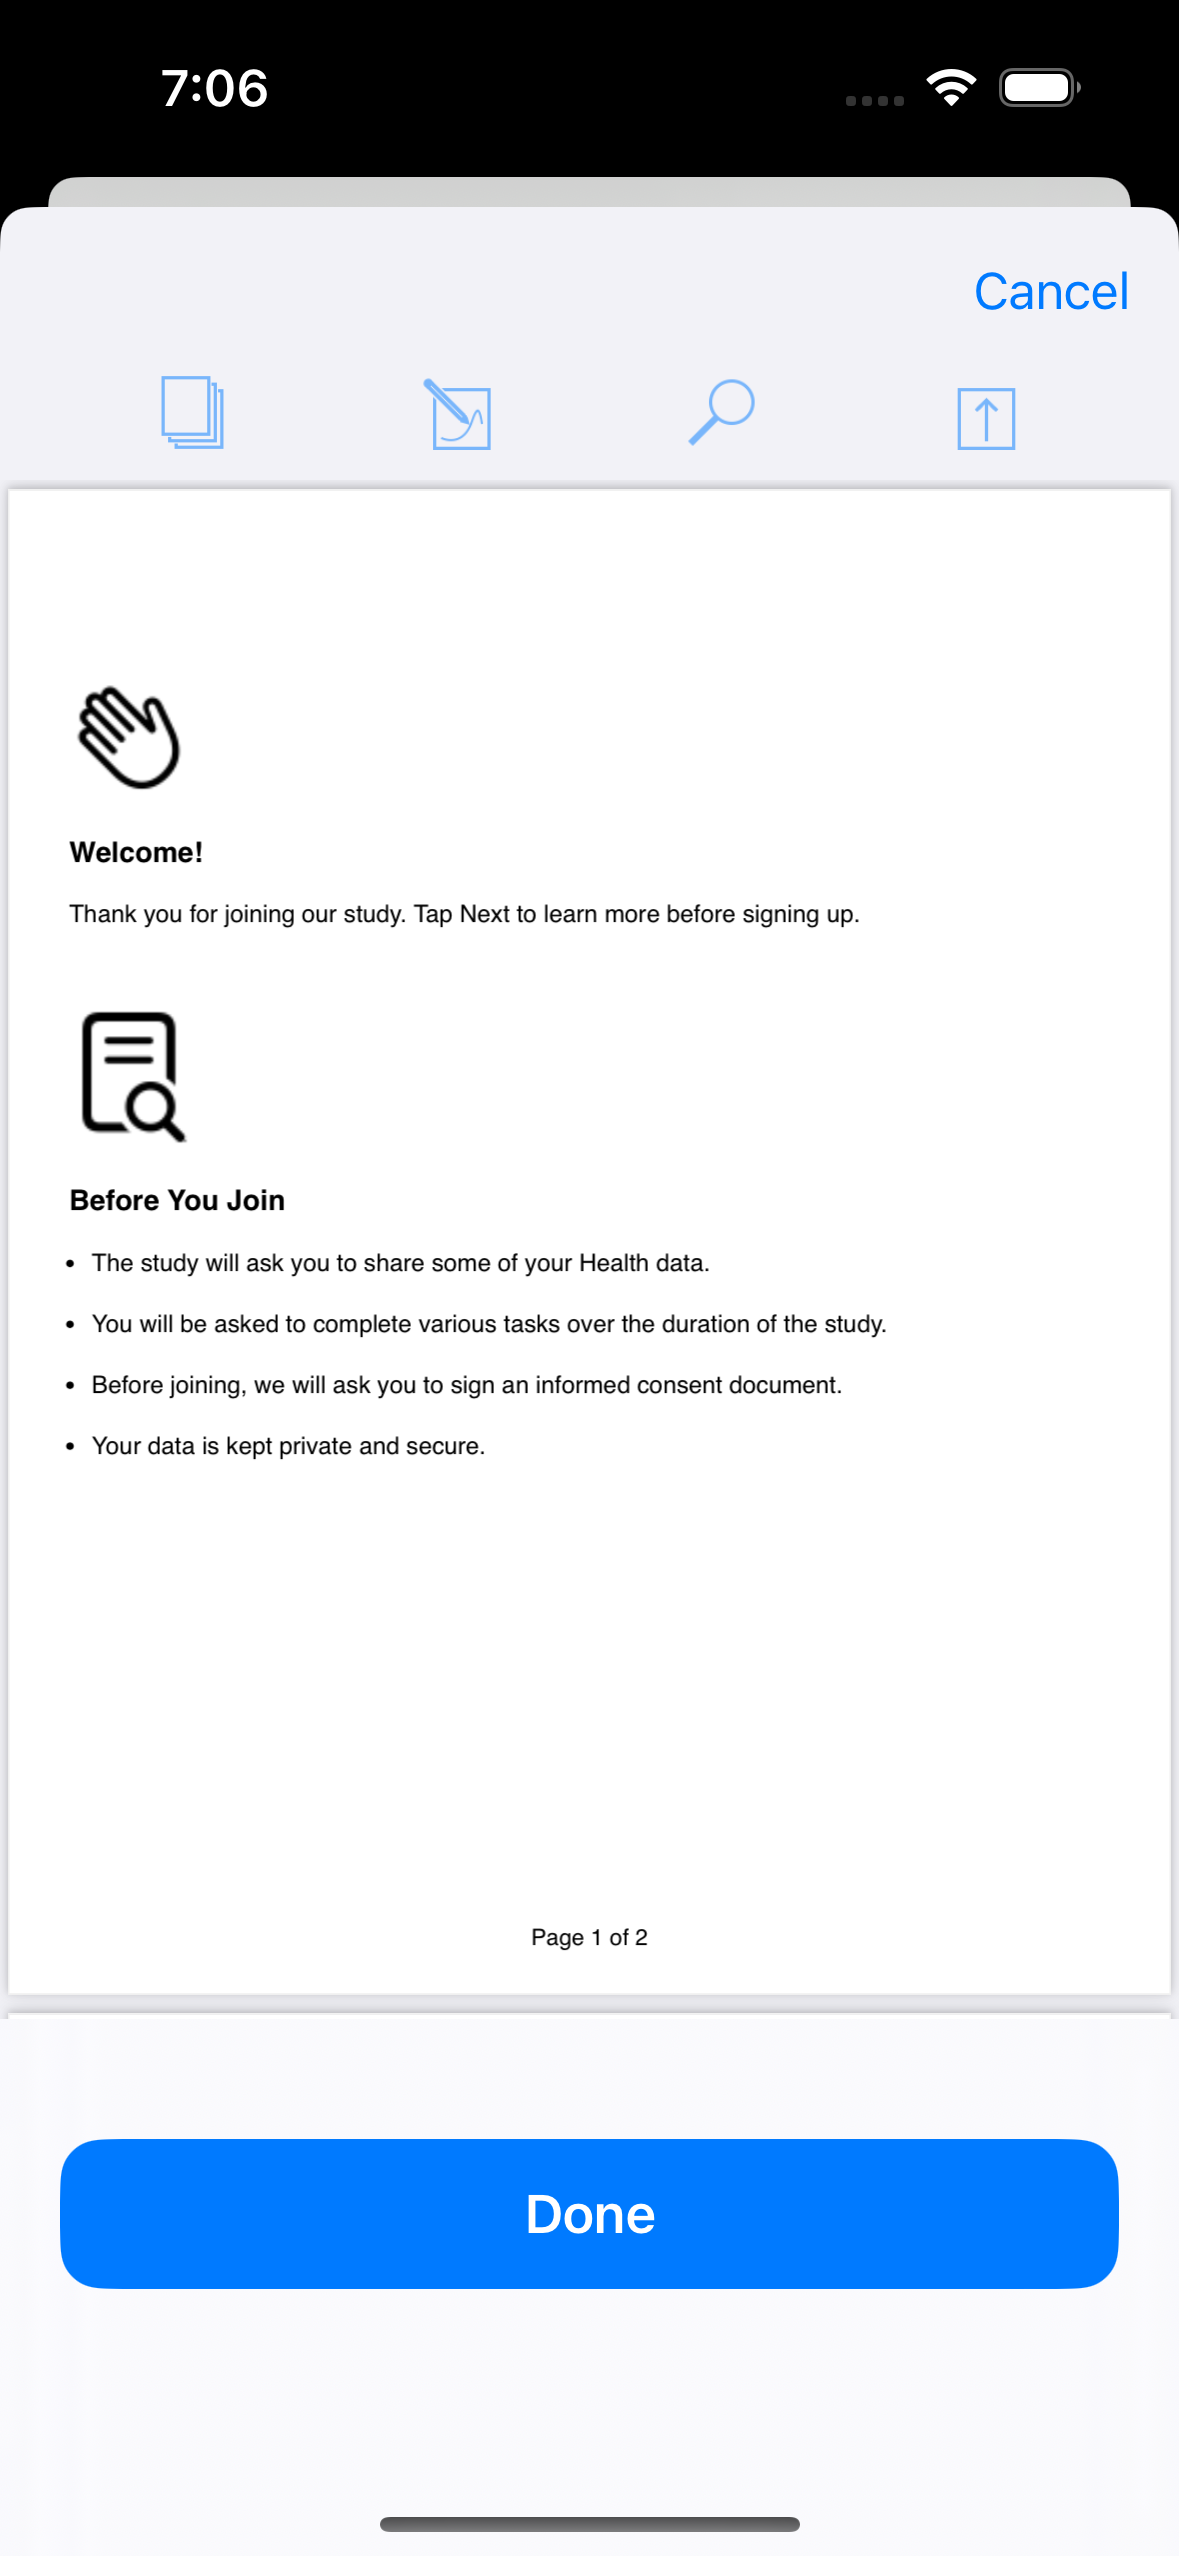 7:06
Cancel
Welcome!
Thank you for joining our study. Tap Next to learn more before signing up.
Before You Join
• The study will ask you to share some of your Health data.
• You will be asked to complete various tasks over the duration of the study.
• Before joining, we will ask you to sign an informed consent document.
• Your data is kept private and secure.
Page 1 of 2
Done